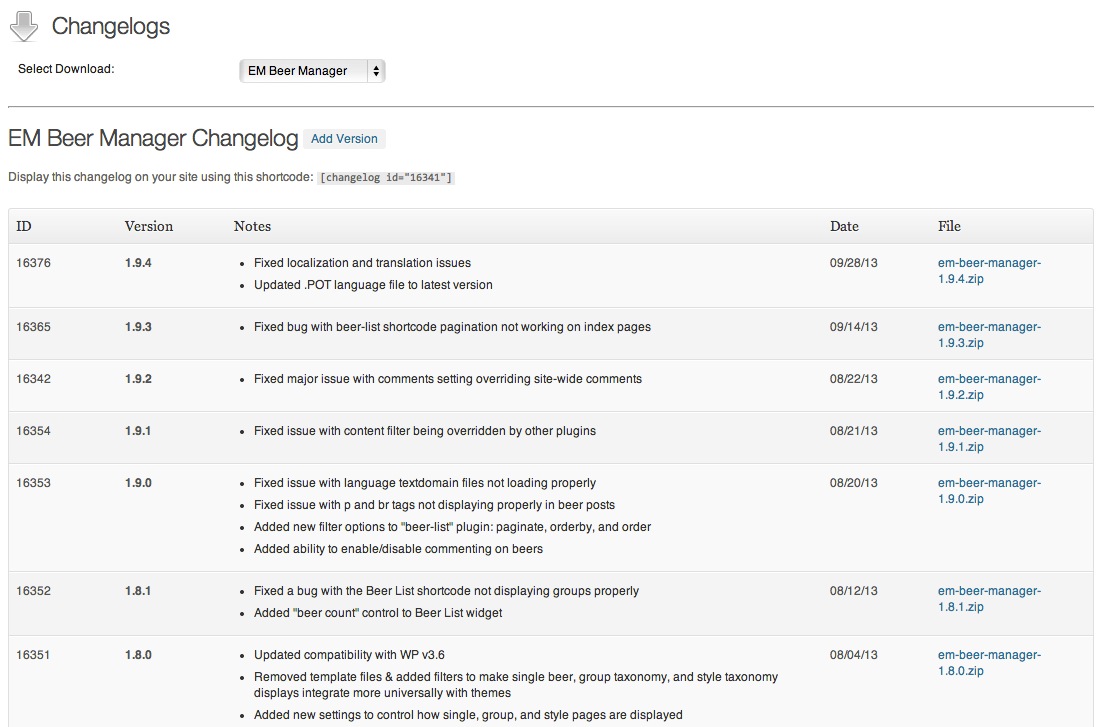 Changelogs
Select Download:
EM Beer Manager
EM Beer Manager Changelog Add Version
Display this changelog on your site using this shortcode: [changelog id="16341"]
ID Version Notes Date File
16376 1.9.4 • Fixed localization and translation issues 09/28/13 em-beer-manager-
• Updated .POT language file to latest version 1.9.4.zip
16365 1.9.3 • Fixed bug with beer-list shortcode pagination not working on index pages 09/14/13 em-beer-manager-
1.9.3.zip
16342 1.9.2 • Fixed major issue with comments setting overriding site-wide comments 08/22/13 em-beer-manager-
1.9.2.zip
16354 1.9.1 • Fixed issue with content filter being overridden by other plugins 08/21/13 em-beer-manager-
1.9.1.zip
16353 1.9.0 • Fixed issue with language textdomain files not loading properly 08/20/13 em-beer-manager-
• Fixed issue with p and br tags not displaying properly in beer posts 1.9.0.zip
• Added new filter options to "beer-list" plugin: paginate, orderby, and order
• Added ability to enable/disable commenting on beers
16352 1.8.1 • Fixed a bug with the Beer List shortcode not displaying groups properly 08/12/13 em-beer-manager-
• Added "beer count" control to Beer List widget 1.8.1.zip
16351 1.8.0 • Updated compatibility with WP v3.6 08/04/13 em-beer-manager-
• Removed template files & added filters to make single beer, group taxonomy, and style taxonomy 1.8.0.zip
displays integrate more universally with themes
• Added new settings to control how single, group, and style pages are displayed